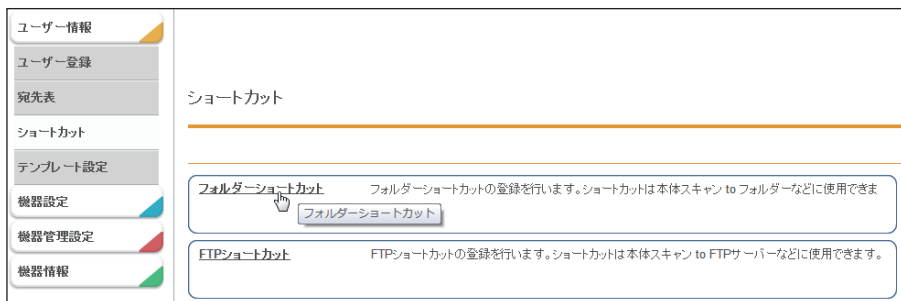 ユーザー情報
ユーザー登録
宛先表
ショートカット
テンプレート設定
機器設定
機器管理設定
機器情報
ショートカット
フォルダーショートカット フォルダーショートカットの登録を行います。ショートカットは本体スキャン to フォルダーなどに使用できま
フォルダーショートカット
FTPショートカット FTPショートカットの登録を行います。ショートカットは本体スキャン to FTPサーバーなどに使用できます。